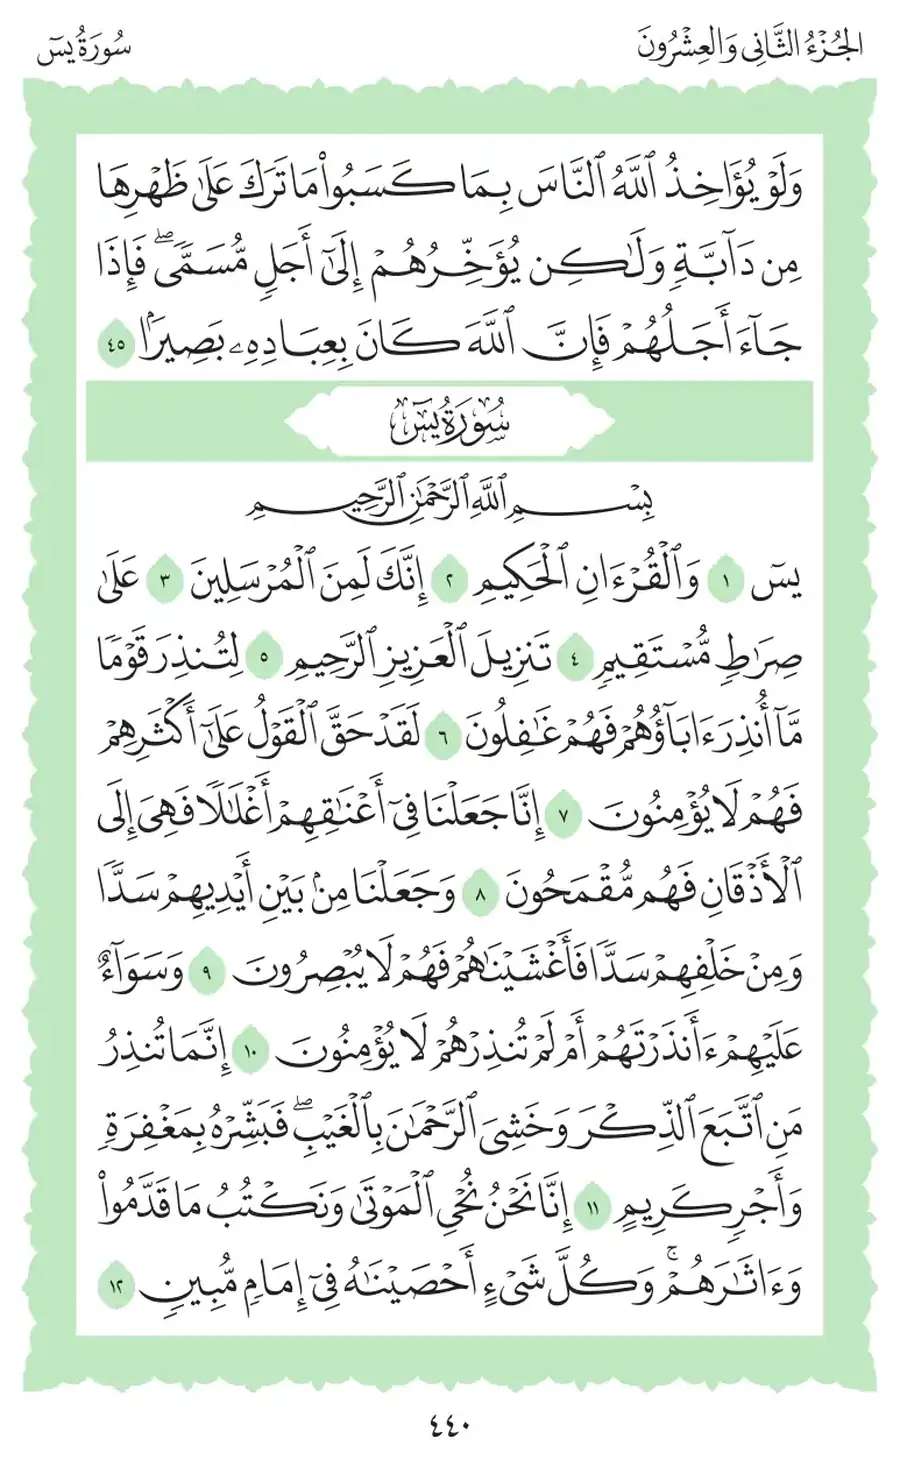 الجُزْءُ الثَّانِي وَالعِشْرُونَ
سُورَةُ يسٓ
وَلَوْ يُؤَاخِذُ ٱللَّهُ ٱلنَّاسَ بِمَا كَسَبُوا۟ مَا تَرَكَ عَلَىٰ ظَهْرِهَا
مِن دَآبَّةٍ وَلَٰكِن يُؤَخِّرُهُمْ إِلَىٰٓ أَجَلٍ مُّسَمًّى ۖ فَإِذَا
جَآءَ أَجَلُهُمْ فَإِنَّ ٱللَّهَ كَانَ بِعِبَادِهِۦ بَصِيرًۢا ٤٥
سُورَةُ يسٓ
بِسْمِ ٱللَّهِ ٱلرَّحْمَٰنِ ٱلرَّحِيمِ
يسٓ ١ وَٱلْقُرْءَانِ ٱلْحَكِيمِ ٢ إِنَّكَ لَمِنَ ٱلْمُرْسَلِينَ ٣ عَلَىٰ
صِرَٰطٍ مُّسْتَقِيمٍ ٤ تَنزِيلَ ٱلْعَزِيزِ ٱلرَّحِيمِ ٥ لِتُنذِرَ قَوْمًا
مَّآ أُنذِرَ ءَابَآؤُهُمْ فَهُمْ غَٰفِلُونَ ٦ لَقَدْ حَقَّ ٱلْقَوْلُ عَلَىٰٓ أَكْثَرِهِمْ
فَهُمْ لَا يُؤْمِنُونَ ٧ إِنَّا جَعَلْنَا فِىٓ أَعْنَٰقِهِمْ أَغْلَٰلًا فَهِىَ إِلَى
ٱلْأَذْقَانِ فَهُم مُّقْمَحُونَ ٨ وَجَعَلْنَا مِنۢ بَيْنِ أَيْدِيهِمْ سَدًّا
وَمِنْ خَلْفِهِمْ سَدًّا فَأَغْشَيْنَٰهُمْ فَهُمْ لَا يُبْصِرُونَ ٩ وَسَوَآءٌ
عَلَيْهِمْ ءَأَنذَرْتَهُمْ أَمْ لَمْ تُنذِرْهُمْ لَا يُؤْمِنُونَ ١٠ إِنَّمَا تُنذِرُ
مَنِ ٱتَّبَعَ ٱلذِّكْرَ وَخَشِىَ ٱلرَّحْمَٰنَ بِٱلْغَيْبِ ۖ فَبَشِّرْهُ بِمَغْفِرَةٍ
وَأَجْرٍ كَرِيمٍ ١١ إِنَّا نَحْنُ نُحْىِ ٱلْمَوْتَىٰ وَنَكْتُبُ مَا قَدَّمُوا۟
وَءَاثَٰرَهُمْ ۚ وَكُلَّ شَىْءٍ أَحْصَيْنَٰهُ فِىٓ إِمَامٍ مُّبِينٍ ١٢
٤٤٠